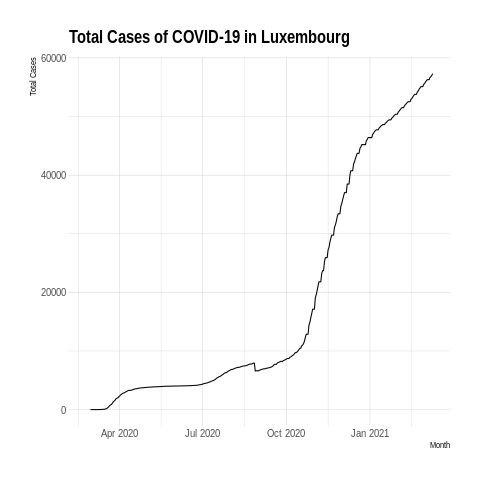 Total Cases of COVID-19 in Luxembourg
Total Cases
60000
40000
20000
0
Apr 2020
Jul 2020
Oct 2020
Jan 2021
Month